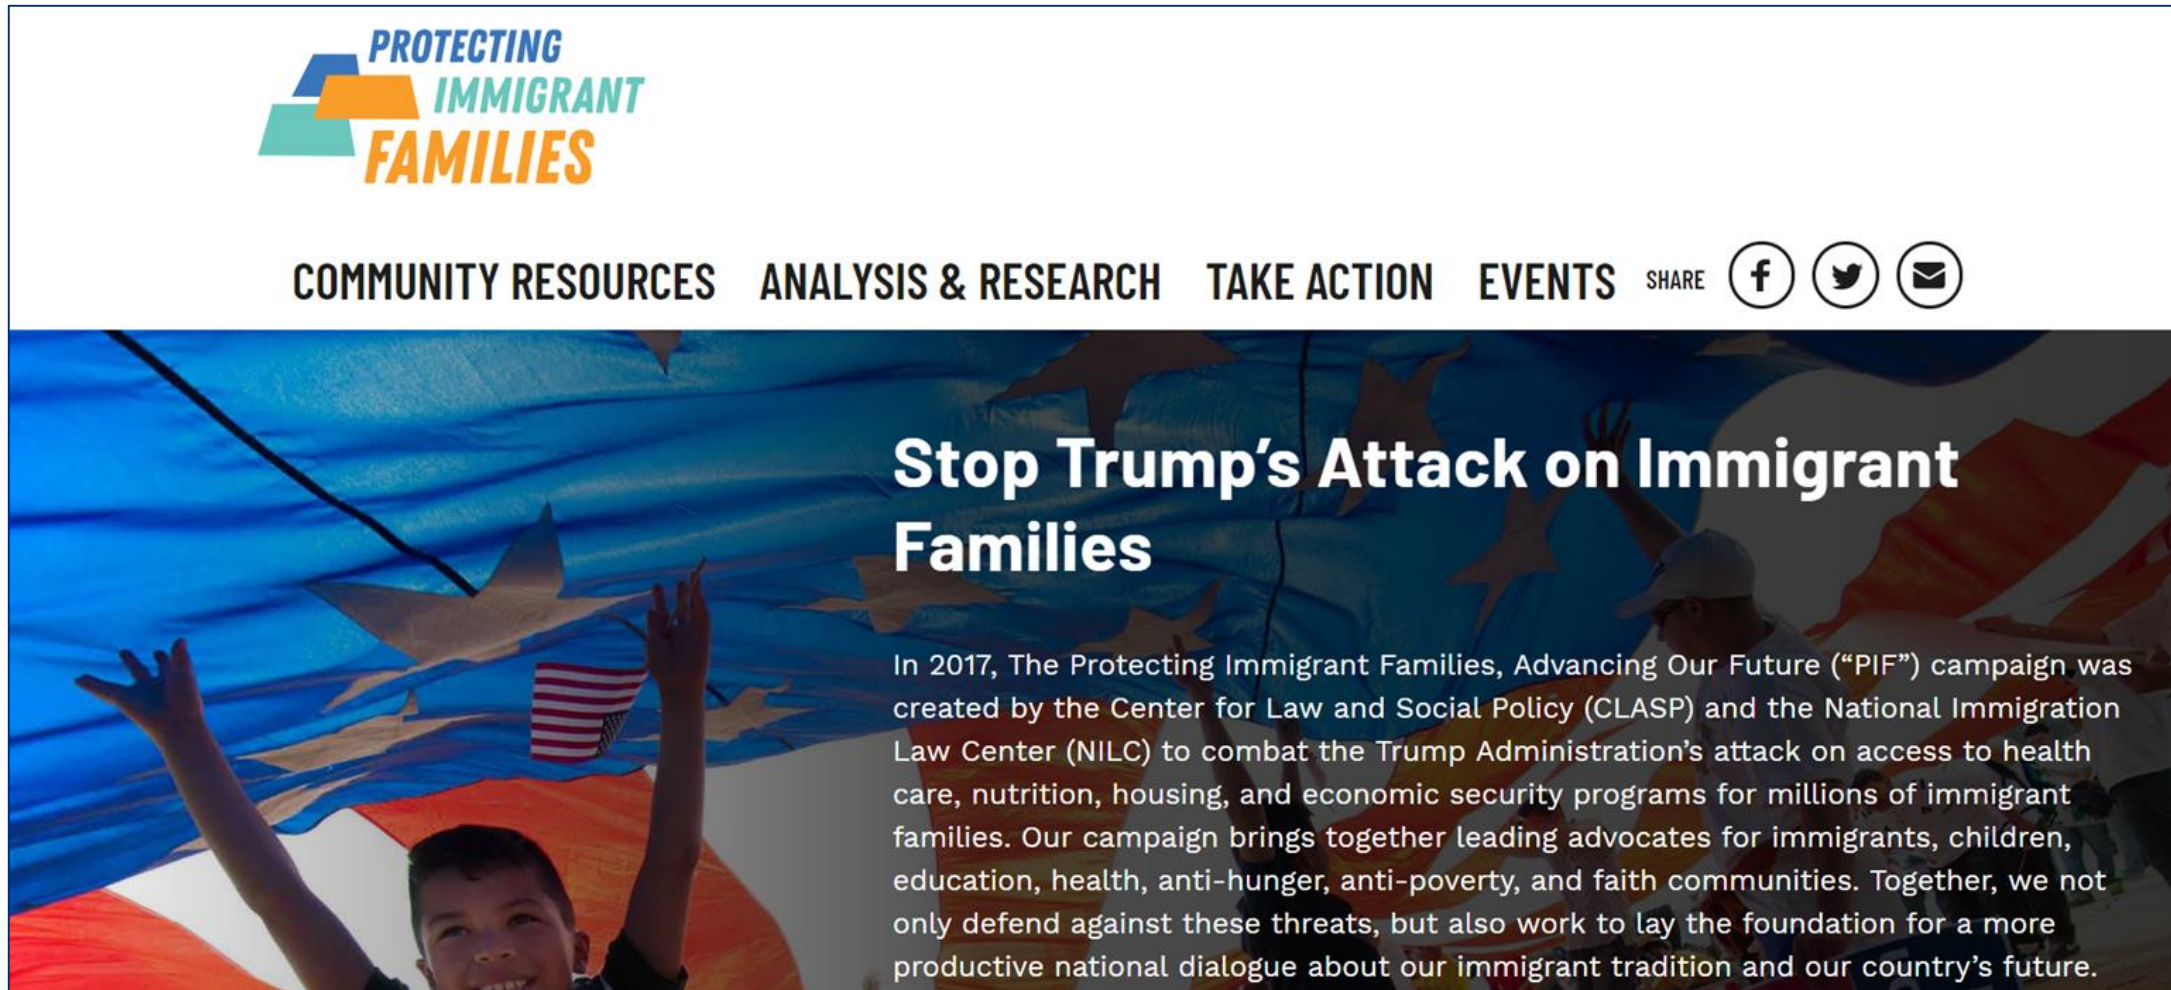 PROTECTING
IMMIGRANT
FAMILIES
COMMUNITY RESOURCES ANALYSIS & RESEARCH TAKE ACTION EVENTS SHARE
Stop Trump’s Attack on Immigrant
Families
In 2017, The Protecting Immigrant Families, Advancing Our Future (“PIF”) campaign was
created by the Center for Law and Social Policy (CLASP) and the National Immigration
Law Center (NILC) to combat the Trump Administration’s attack on access to health
care, nutrition, housing, and economic security programs for millions of immigrant
families. Our campaign brings together leading advocates for immigrants, children,
education, health, anti-hunger, anti-poverty, and faith communities. Together, we not
only defend against these threats, but also work to lay the foundation for a more
productive national dialogue about our immigrant tradition and our country’s future.